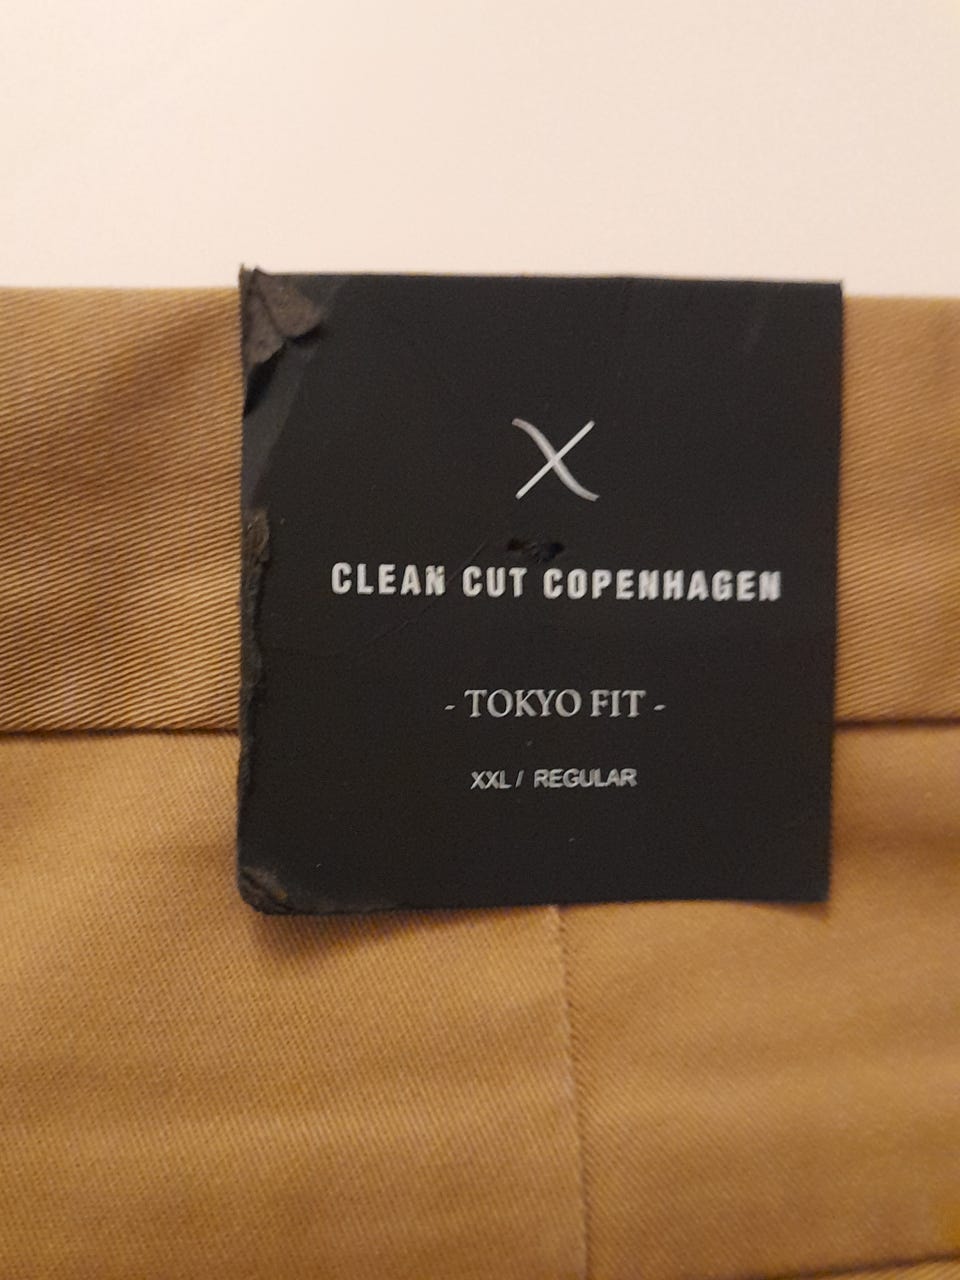 CLEAN CUT COPENHAGEN
- TOKYO FIT -
XXL / REGULAR